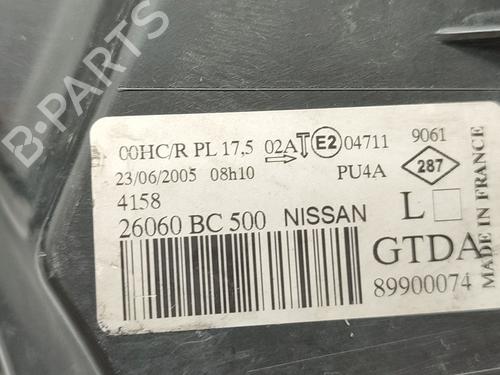 B-PARTS
00HC/R PL 17,5 02A E2 04711 9061
23/06/2005 08h10 PU4A 287
4158
26060 BC 500 NISSAN L
GTDA
89900074
MADE IN FRANCE